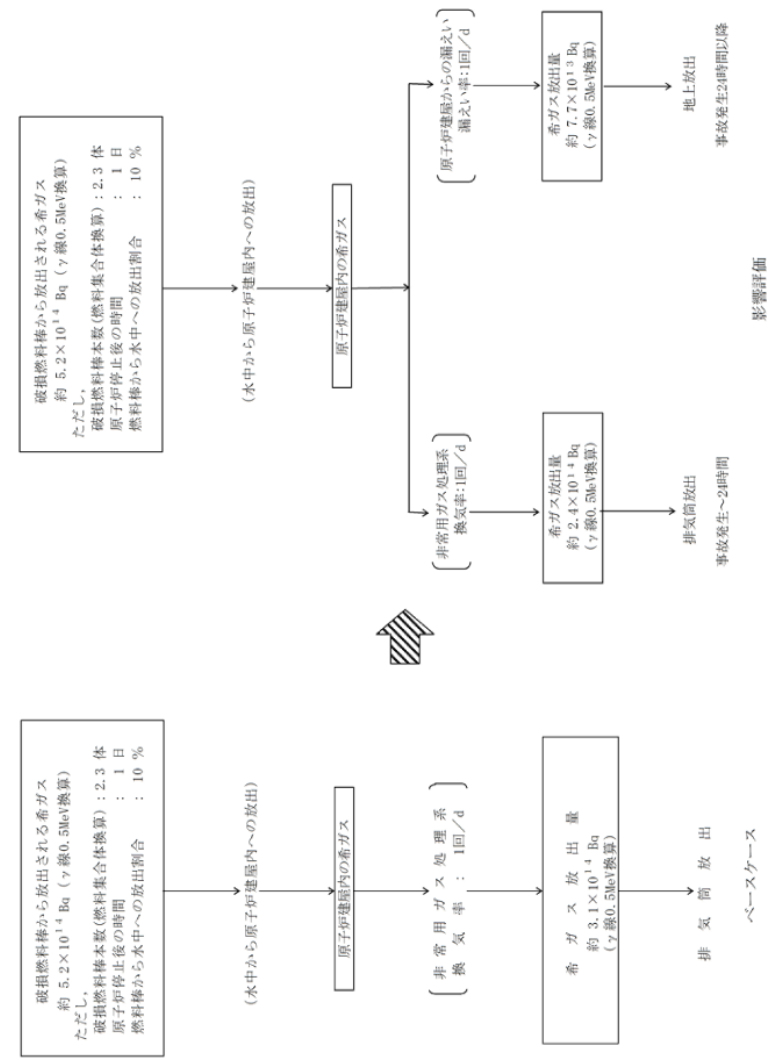 破損燃料棒から放出される希ガス
約 5.2×10¹⁴ Bq (γ線0.5MeV換算)
ただし,
破損燃料棒本数(燃料集合体換算) : 2.3 体
原子炉停止後の時間 : 1 日
燃料棒から水中への放出割合 : 10 %
(水中から原子炉建屋内への放出)
原子炉建屋内の希ガス
非常用ガス処理系
換気率 : 1回/d
希ガス放出量
約 3.1×10¹⁴ Bq
(γ線0.5MeV換算)
排気筒放出
ベースケース
破損燃料棒から放出される希ガス
約 5.2×10¹⁴ Bq (γ線0.5MeV換算)
ただし,
破損燃料棒本数(燃料集合体換算) : 2.3 体
原子炉停止後の時間 : 1 日
燃料棒から水中への放出割合 : 10 %
(水中から原子炉建屋内への放出)
原子炉建屋内の希ガス
非常用ガス処理系
換気率:1回/d
希ガス放出量
約 2.4×10¹⁴ Bq
(γ線0.5MeV換算)
排気筒放出
事故発生~24時間
原子炉建屋からの漏えい
漏えい率:1回/d
希ガス放出量
約 7.7×10¹³ Bq
(γ線0.5MeV換算)
地上放出
事故発生24時間以降
影響評価